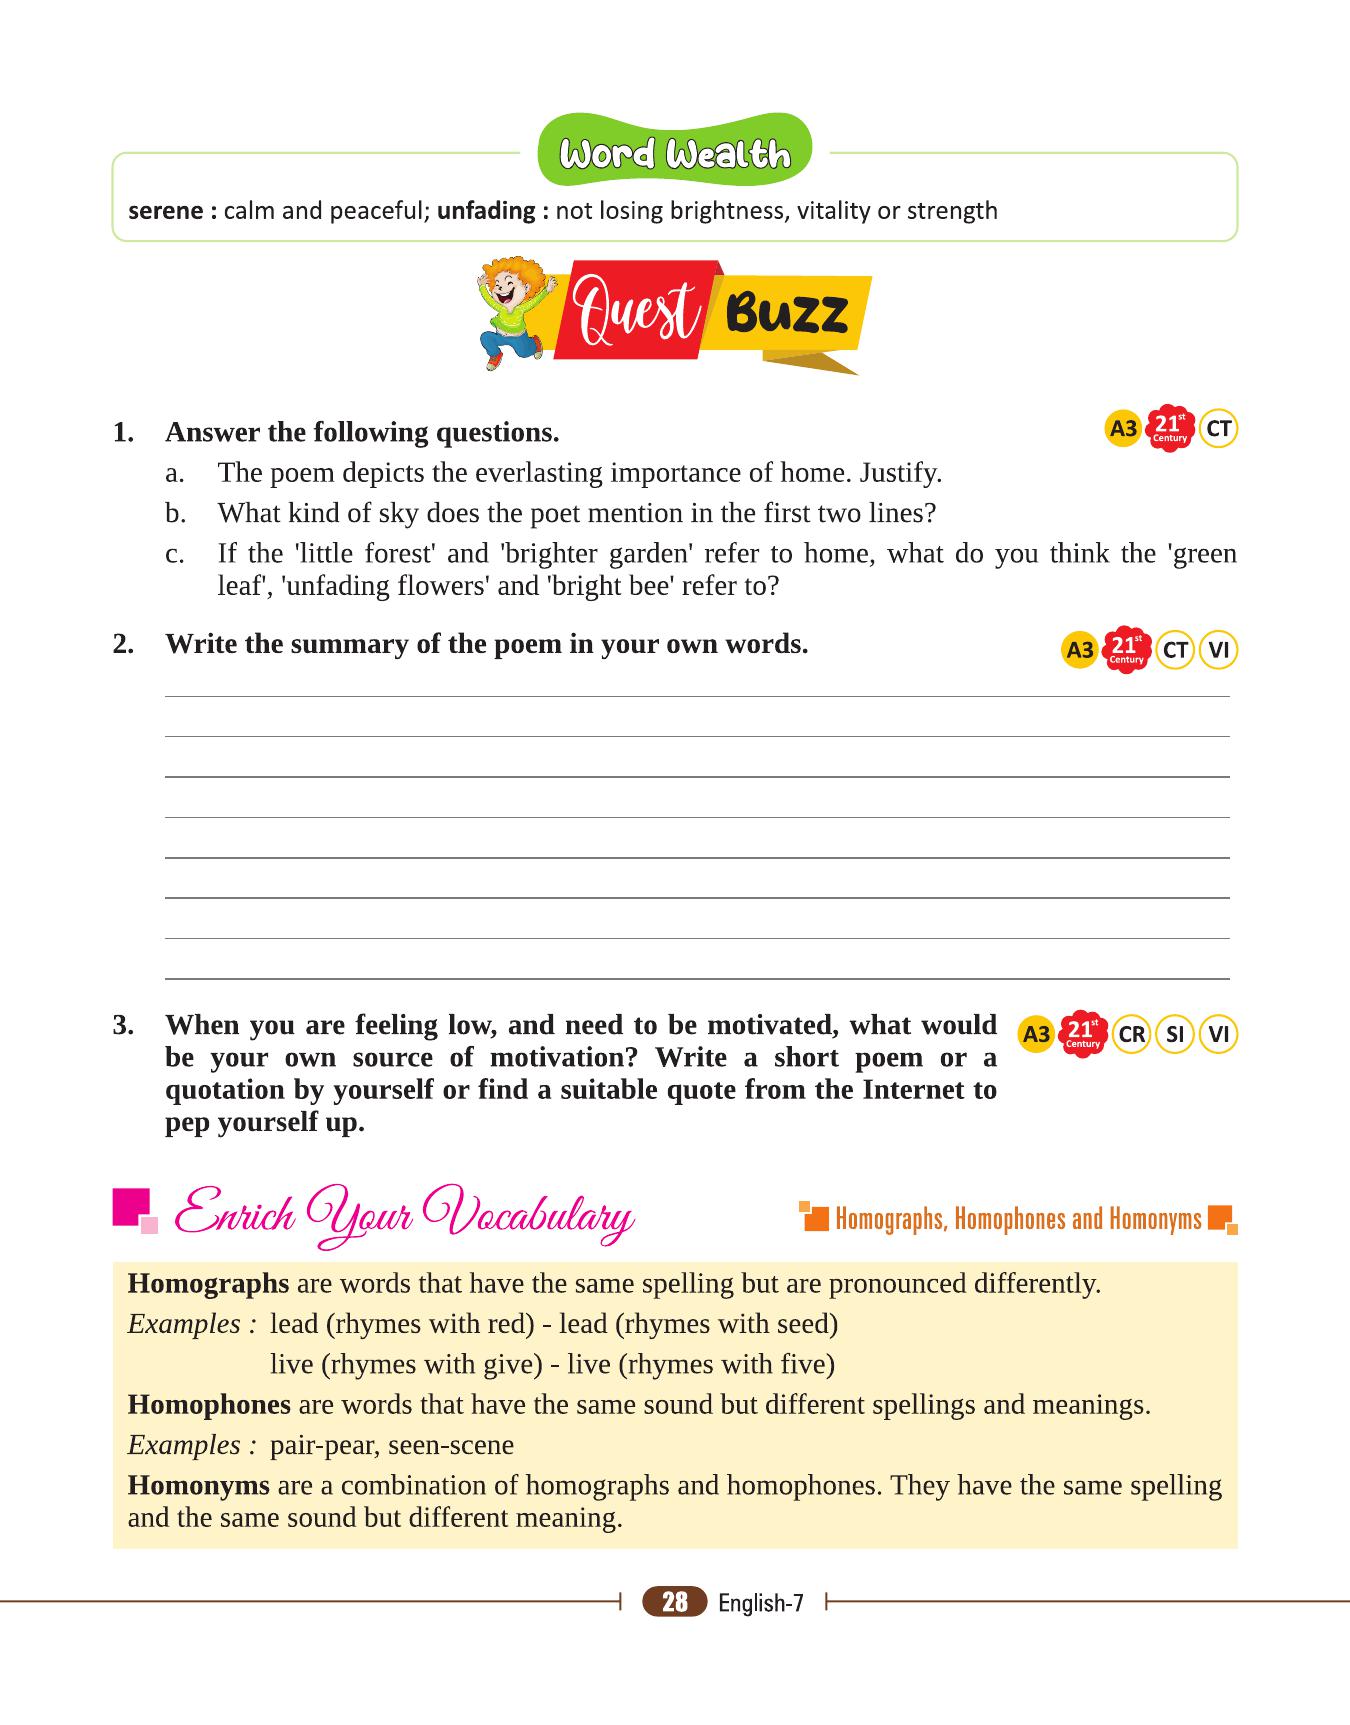 Word Wealth
serene : calm and peaceful; unfading : not losing brightness, vitality or strength
Quest Buzz
1. Answer the following questions. A3 21st Century CT
a. The poem depicts the everlasting importance of home. Justify.
b. What kind of sky does the poet mention in the first two lines?
c. If the 'little forest' and 'brighter garden' refer to home, what do you think the 'green
leaf', 'unfading flowers' and 'bright bee' refer to?
2. Write the summary of the poem in your own words. A3 21st Century CT VI
3. When you are feeling low, and need to be motivated, what would A3 21st Century CR SI VI
be your own source of motivation? Write a short poem or a
quotation by yourself or find a suitable quote from the Internet to
pep yourself up.
Enrich Your Vocabulary Homographs, Homophones and Homonyms
Homographs are words that have the same spelling but are pronounced differently.
Examples : lead (rhymes with red) - lead (rhymes with seed)
live (rhymes with give) - live (rhymes with five)
Homophones are words that have the same sound but different spellings and meanings.
Examples : pair-pear, seen-scene
Homonyms are a combination of homographs and homophones. They have the same spelling
and the same sound but different meaning.
28 English-7